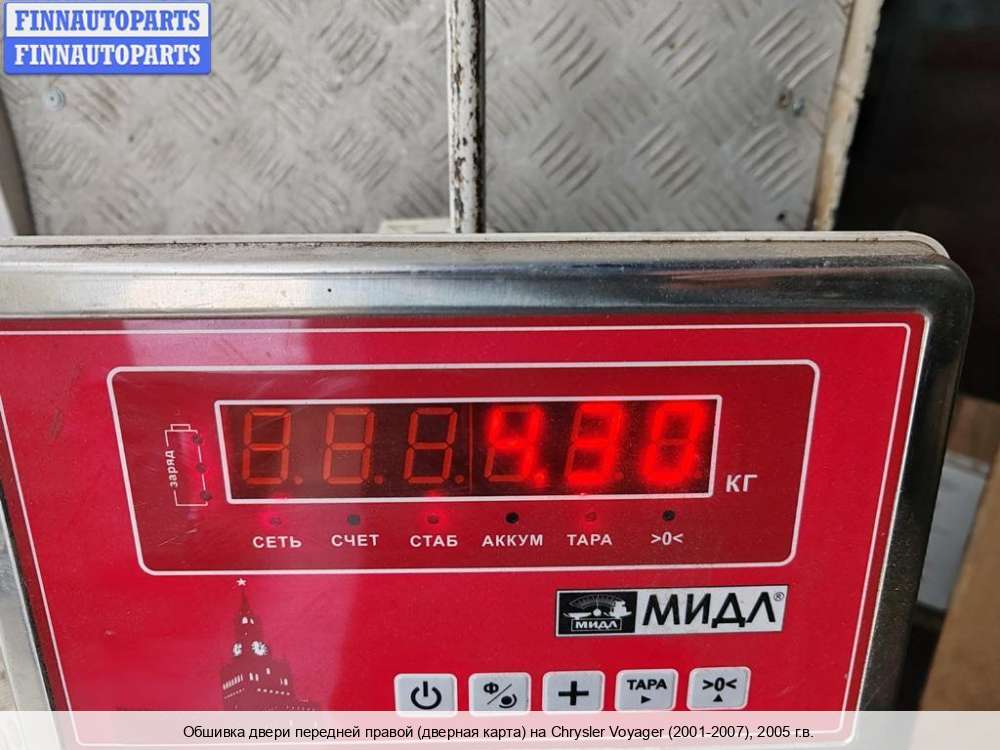 FINNAUTOPARTS
FINNAUTOPARTS
заряд
4.30
КГ
СЕТЬ СЧЕТ СТАБ АККУМ ТАРА >0<
МИДЛ МИДЛ®
Ф ТАРА >0<
Обшивка двери передней правой (дверная карта) на Chrysler Voyager (2001-2007), 2005 г.в.